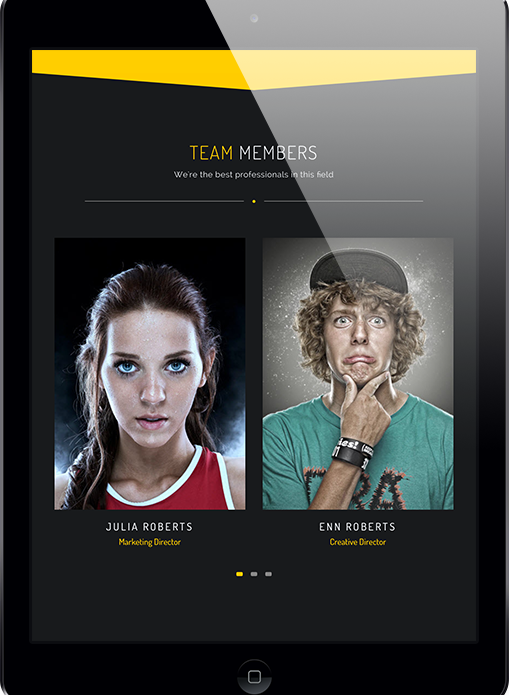 TEAM MEMBERS
We're the best professionals in this field
JULIA ROBERTS
Marketing Director
ENN ROBERTS
Creative Director